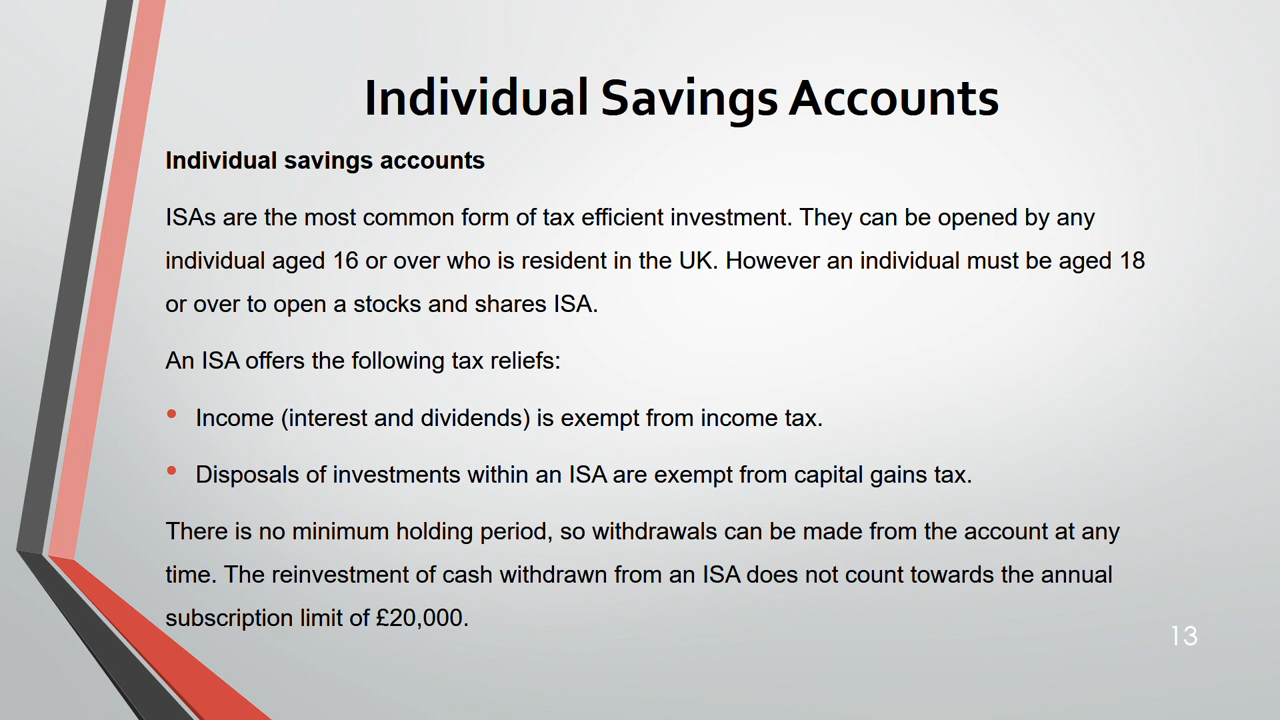 Individual Savings Accounts
Individual savings accounts
ISAs are the most common form of tax efficient investment. They can be opened by any
individual aged 16 or over who is resident in the UK. However an individual must be aged 18
or over to open a stocks and shares ISA.
An ISA offers the following tax reliefs:
• Income (interest and dividends) is exempt from income tax.
• Disposals of investments within an ISA are exempt from capital gains tax.
There is no minimum holding period, so withdrawals can be made from the account at any
time. The reinvestment of cash withdrawn from an ISA does not count towards the annual
subscription limit of £20,000.
13